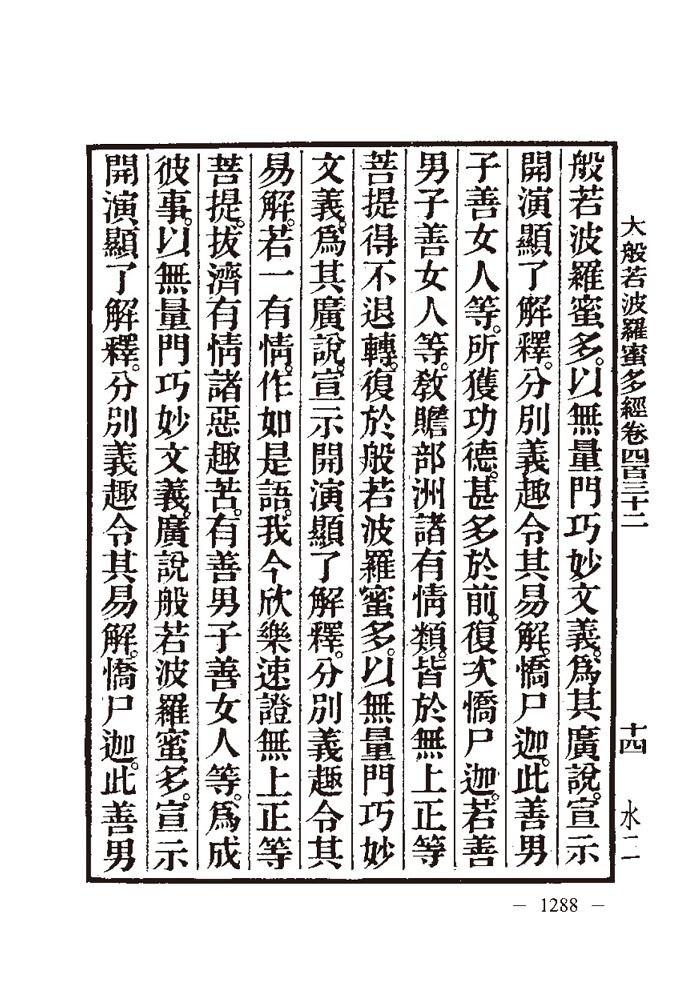 大般若波羅蜜多經卷四百三十二
十四
水二
般若波羅蜜多。以無量門巧妙文義。爲其廣說。宣示
開演顯了解釋。分別義趣令其易解。憍尸迦。此善男
子善女人等。所獲功德。甚多於前。復次憍尸迦。若善
男子善女人等。敎贍部洲諸有情類。皆於無上正等
菩提得不退轉。復於般若波羅蜜多。以無量門巧妙
文義。爲其廣說。宣示開演顯了解釋。分別義趣令其
易解。若一有情。作如是語。我今欣樂速證無上正等
菩提。拔濟有情諸惡趣苦。有善男子善女人等。爲成
彼事。以無量門巧妙文義。廣說般若波羅蜜多。宣示
開演顯了解釋。分別義趣令其易解。憍尸迦。此善男
— 1288 —